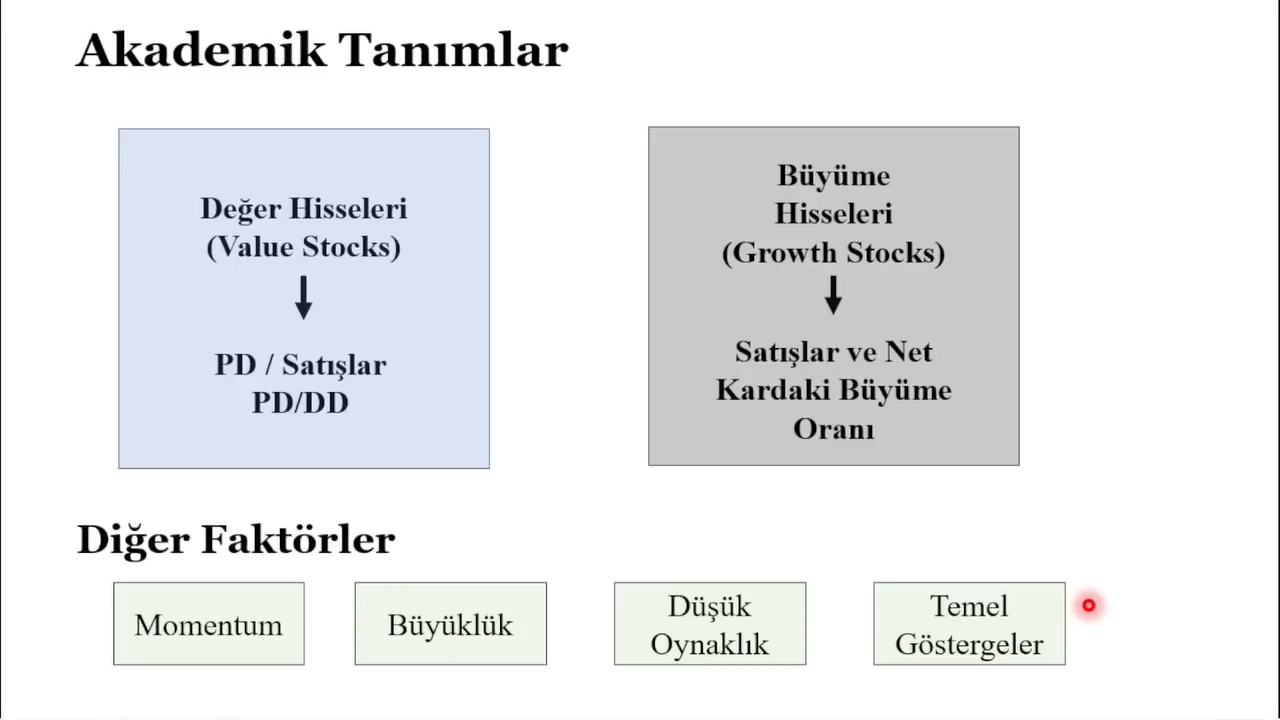 Akademik Tanımlar
Değer Hisseleri
(Value Stocks)
PD / Satışlar
PD/DD
Büyüme
Hisseleri
(Growth Stocks)
Satışlar ve Net
Kardaki Büyüme
Oranı
Diğer Faktörler
Momentum
Büyüklük
Düşük
Oynaklık
Temel
Göstergeler